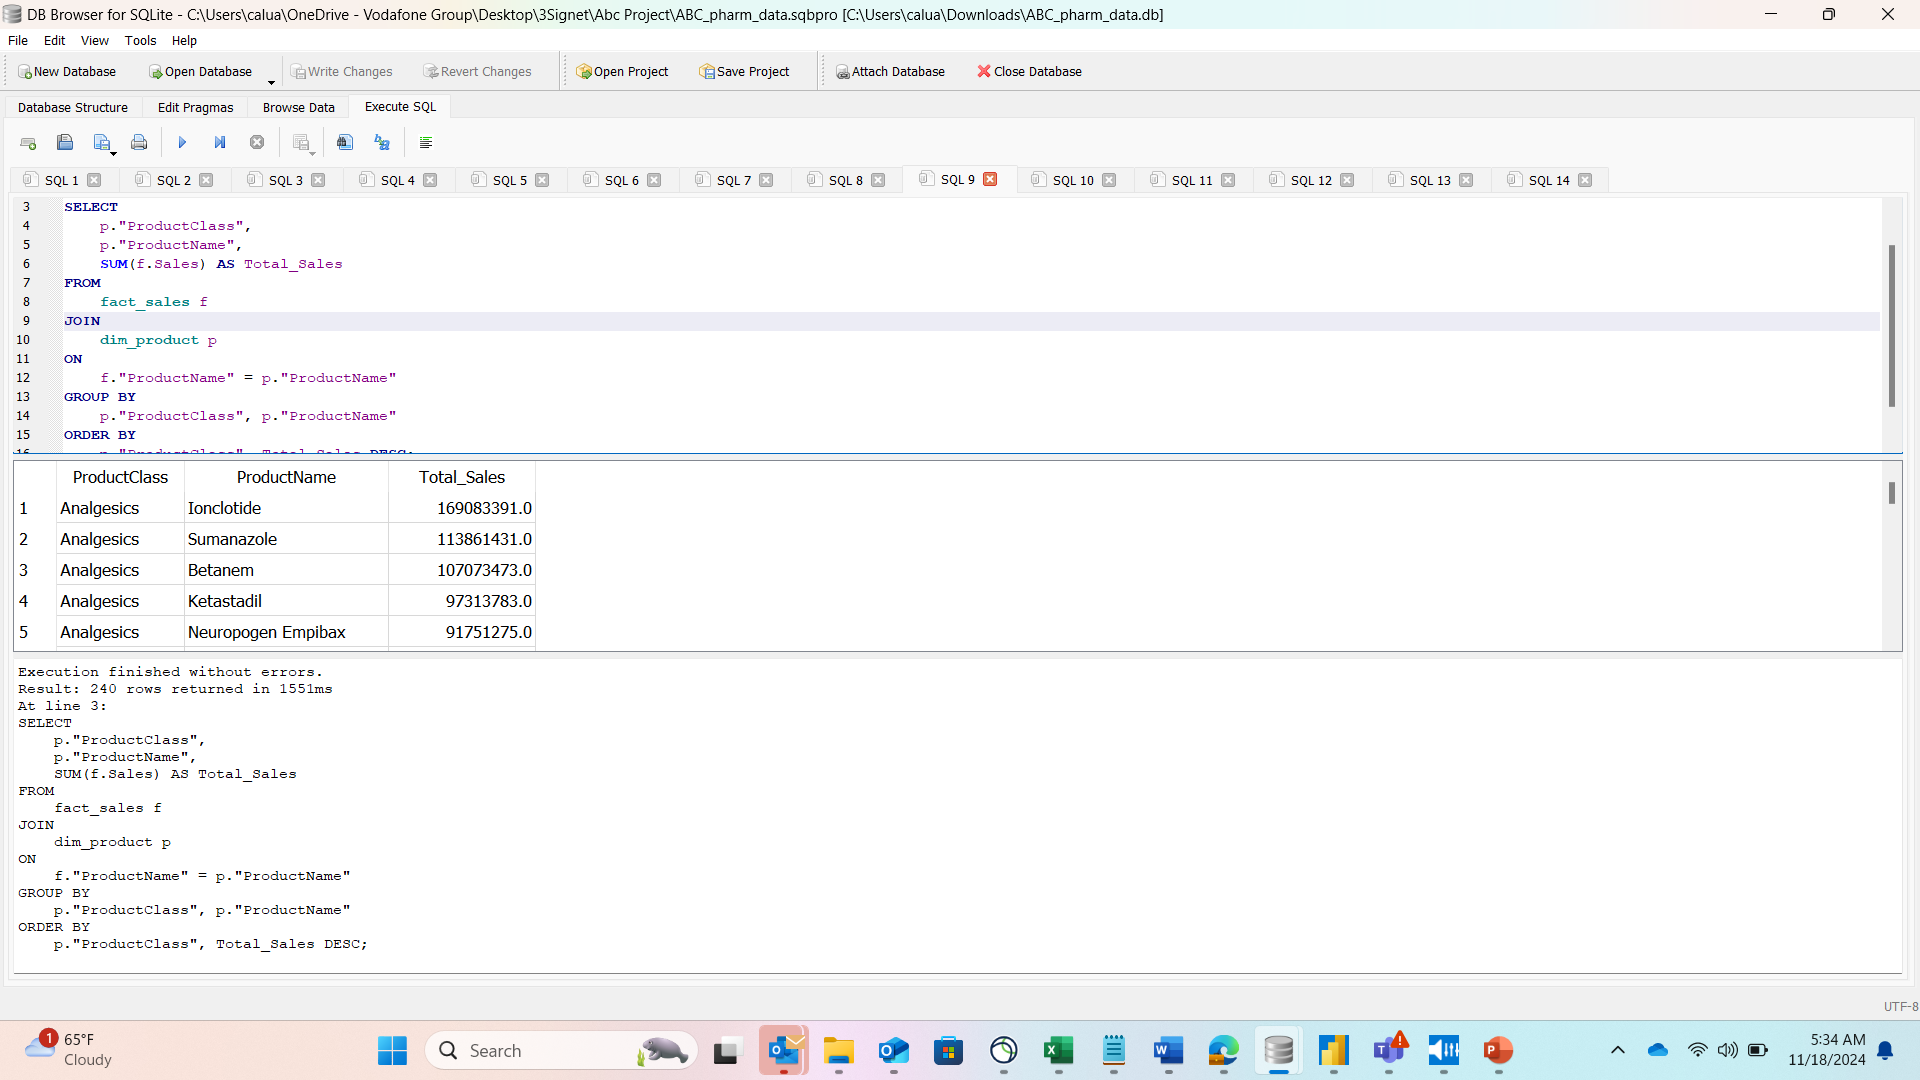 DB Browser for SQLite - C:\Users\calua\OneDrive - Vodafone Group\Desktop\3Signet\Abc Project\ABC_pharm_data.sqbpro [C:\Users\calua\Downloads\ABC_pharm_data.db]
File Edit View Tools Help
New Database Open Database Write Changes Revert Changes Open Project Save Project Attach Database Close Database
Database Structure Edit Pragmas Browse Data Execute SQL
SQL 1 SQL 2 SQL 3 SQL 4 SQL 5 SQL 6 SQL 7 SQL 8 SQL 9 SQL 10 SQL 11 SQL 12 SQL 13 SQL 14
3 SELECT
4 p."ProductClass",
5 p."ProductName",
6 SUM(f.Sales) AS Total_Sales
7 FROM
8 fact_sales f
9 JOIN
10 dim_product p
11 ON
12 f."ProductName" = p."ProductName"
13 GROUP BY
14 p."ProductClass", p."ProductName"
15 ORDER BY
16 p."ProductClass", Total_Sales DESC;
ProductClass ProductName Total_Sales
1 Analgesics Ionclotide 169083391.0
2 Analgesics Sumanazole 113861431.0
3 Analgesics Betanem 107073473.0
4 Analgesics Ketastadil 97313783.0
5 Analgesics Neuropogen Empibax 91751275.0
Execution finished without errors.
Result: 240 rows returned in 1551ms
At line 3:
SELECT
p."ProductClass",
p."ProductName",
SUM(f.Sales) AS Total_Sales
FROM
fact_sales f
JOIN
dim_product p
ON
f."ProductName" = p."ProductName"
GROUP BY
p."ProductClass", p."ProductName"
ORDER BY
p."ProductClass", Total_Sales DESC;
UTF-8
1 65°F
Cloudy
Search
5:34 AM
11/18/2024